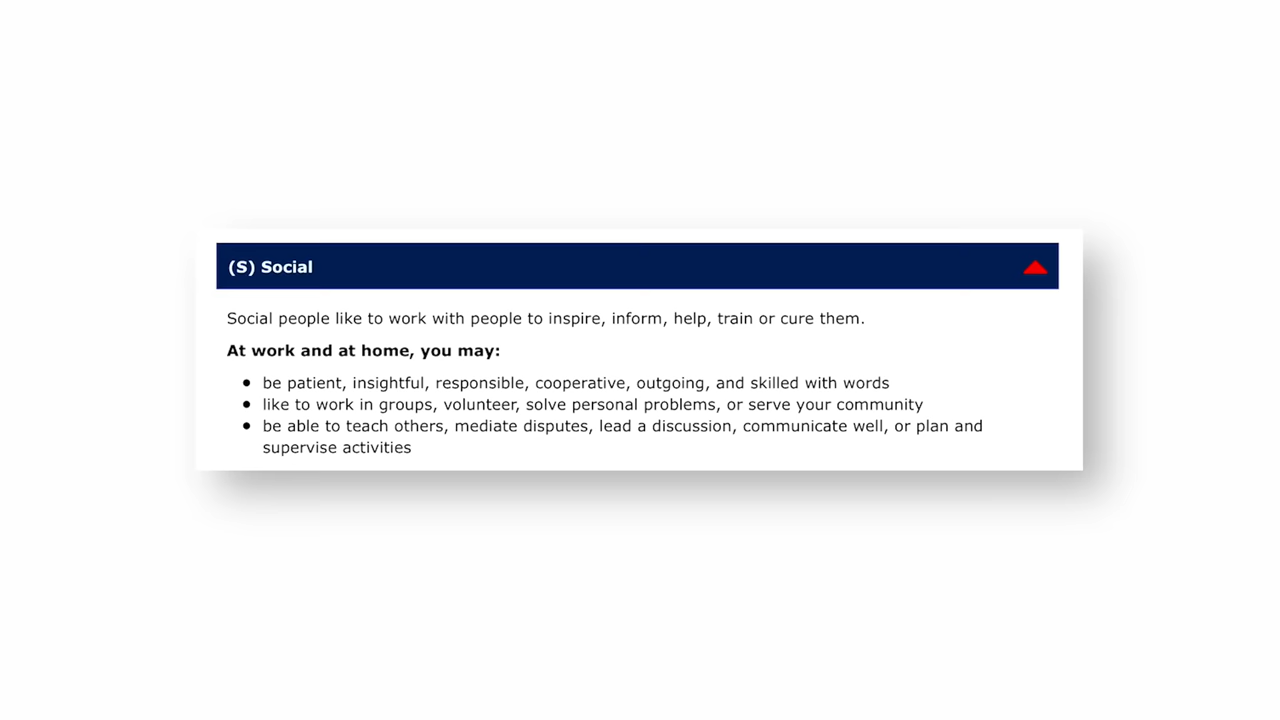 (S) Social
Social people like to work with people to inspire, inform, help, train or cure them.
At work and at home, you may:
• be patient, insightful, responsible, cooperative, outgoing, and skilled with words
• like to work in groups, volunteer, solve personal problems, or serve your community
• be able to teach others, mediate disputes, lead a discussion, communicate well, or plan and
supervise activities